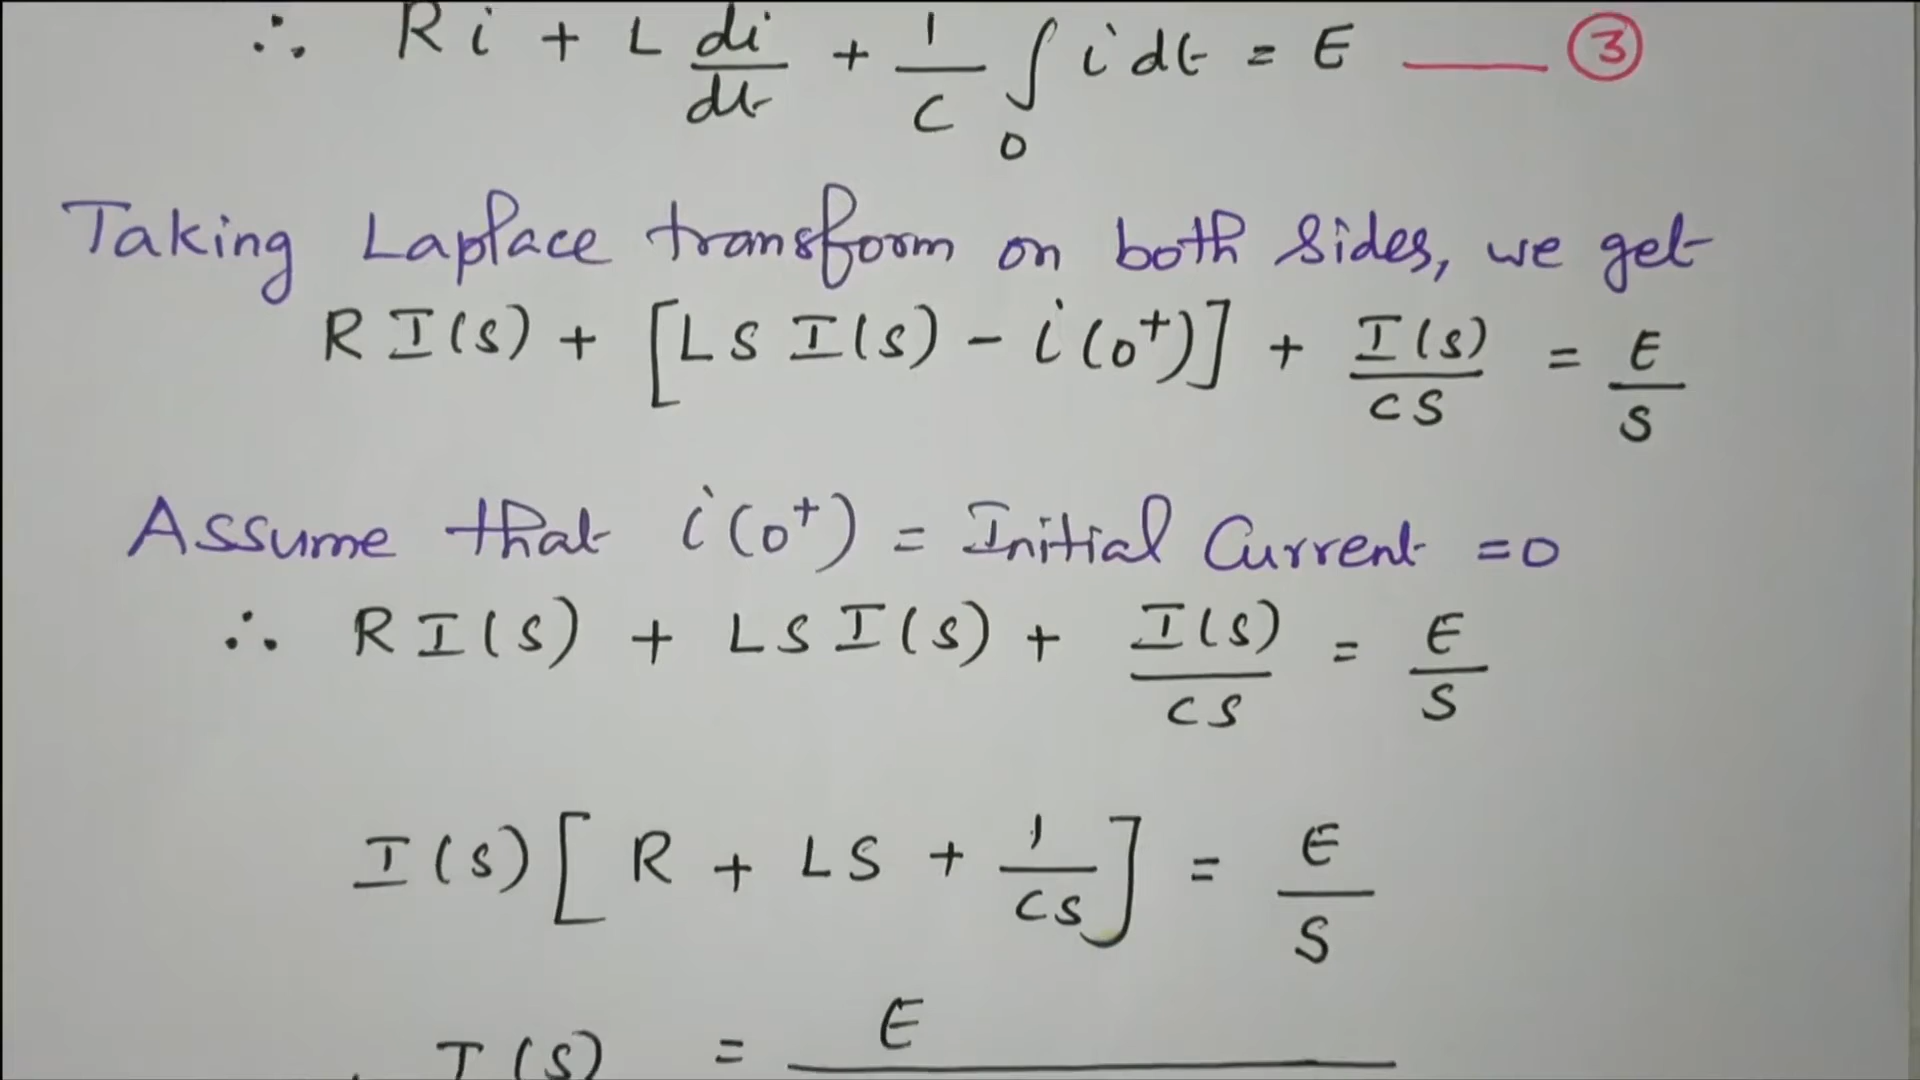 ∴ Ri + L di/dt + 1/C ∫₀ i dt = E —— ③
Taking Laplace transform on both sides, we get
R I(s) + [LS I(s) - i(0⁺)] + I(s)/CS = E/S
Assume that i(0⁺) = Initial Current = 0
∴ R I(s) + LS I(s) + I(s)/CS = E/S
I(s) [R + LS + 1/CS] = E/S
I(s) = E